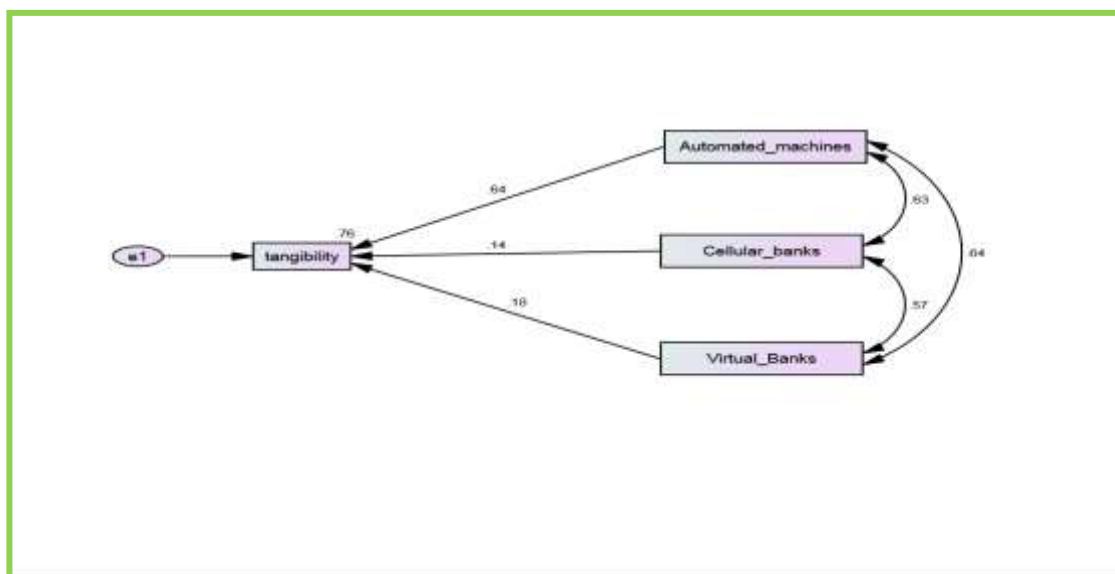 Automated_machines
.64
.63
.76
e1
tangibility
.14
Cellular_banks
.64
.18
.57
Virtual_Banks